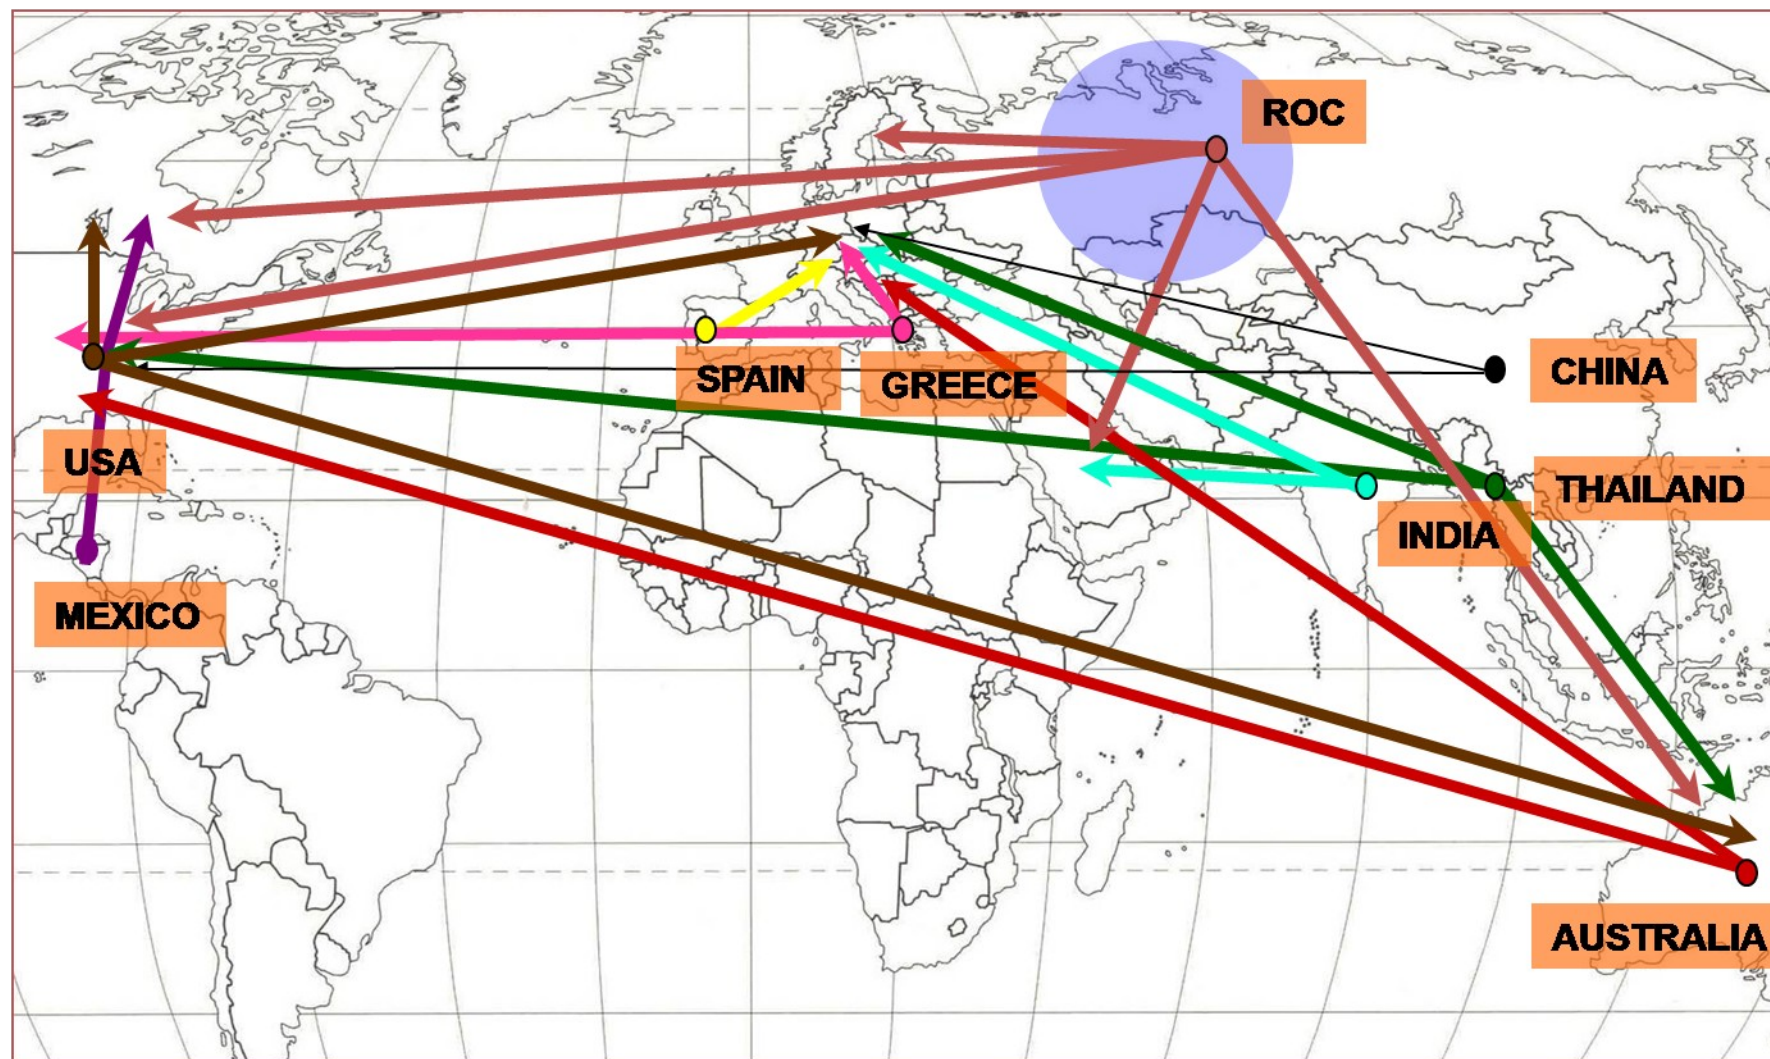 ROC
SPAIN
GREECE
CHINA
USA
THAILAND
INDIA
MEXICO
AUSTRALIA